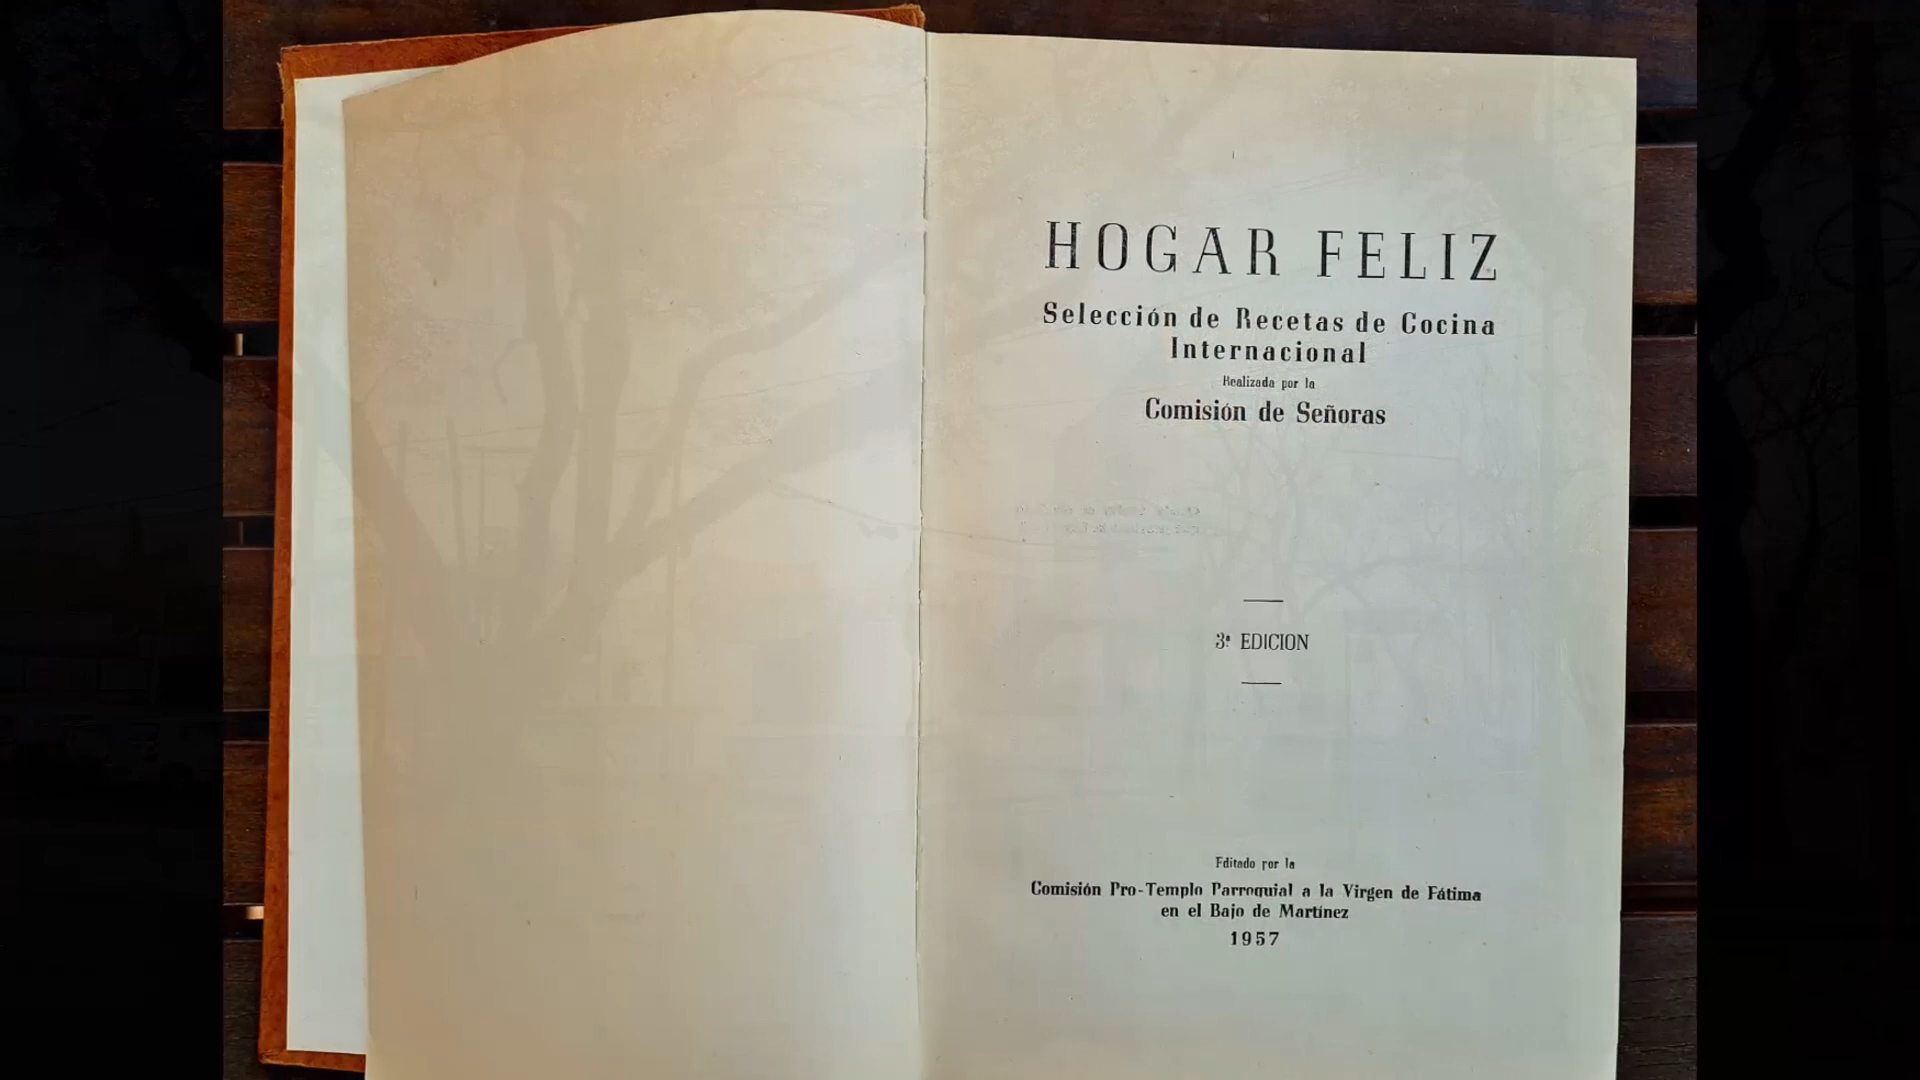 HOGAR FELIZ
Selección de Recetas de Cocina
Internacional
Realizada por la
Comisión de Señoras
3ª EDICION
Editado por la
Comisión Pro-Templo Parroquial a la Virgen de Fátima
en el Bajo de Martínez
1957